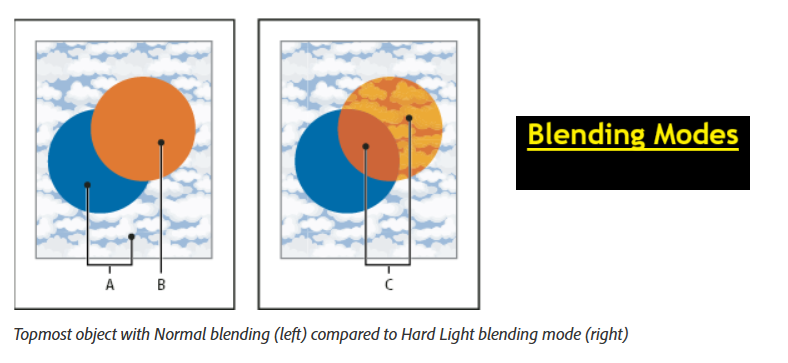 Blending Modes
A B
C
Topmost object with Normal blending (left) compared to Hard Light blending mode (right)